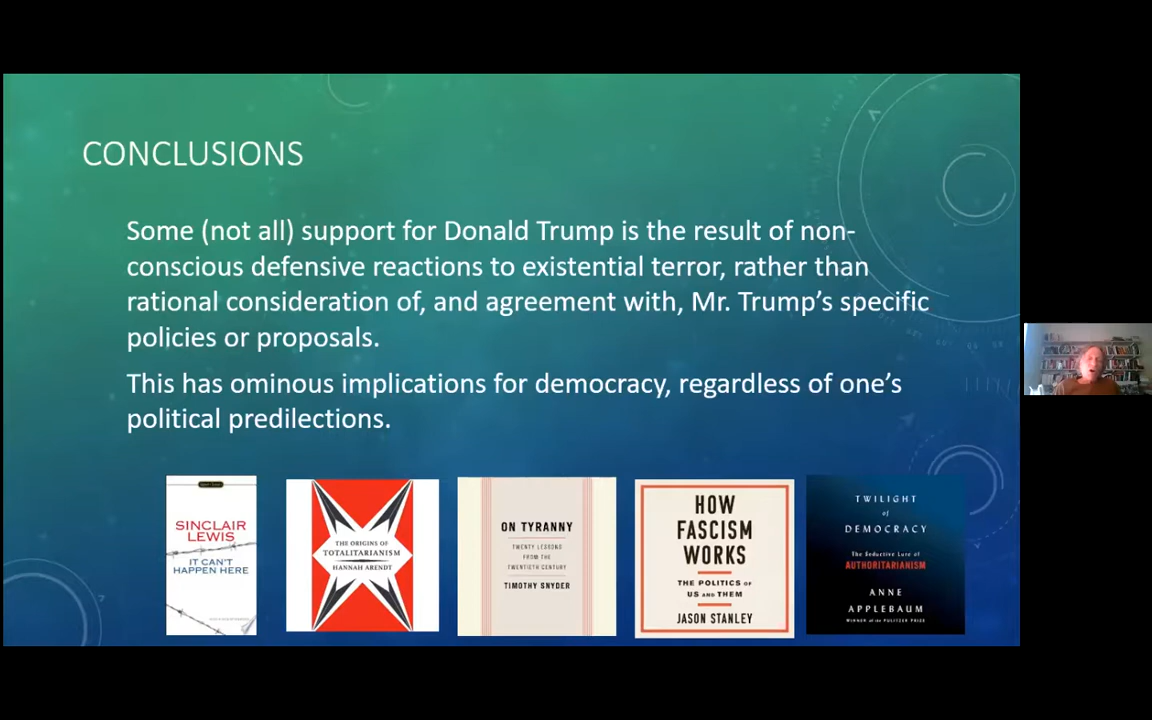 CONCLUSIONS
Some (not all) support for Donald Trump is the result of non-
conscious defensive reactions to existential terror, rather than
rational consideration of, and agreement with, Mr. Trump’s specific
policies or proposals.
This has ominous implications for democracy, regardless of one’s
political predilections.
SINCLAIR
LEWIS
IT CAN'T
HAPPEN HERE
THE ORIGINS OF
TOTALITARIANISM
HANNAH ARENDT
ON TYRANNY
TWENTY LESSONS
FROM THE
TWENTIETH CENTURY
TIMOTHY SNYDER
HOW
FASCISM
WORKS
THE POLITICS OF
US AND THEM
JASON STANLEY
TWILIGHT
of
DEMOCRACY
The Seductive Lure of
AUTHORITARIANISM
ANNE
APPLEBAUM
WINNER of the PULITZER PRIZE